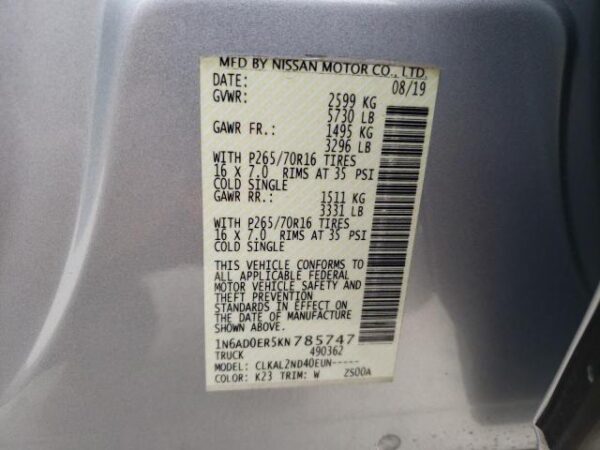 MFD BY NISSAN MOTOR CO., LTD.
DATE: 08/19
GVWR: 2599 KG
5730 LB
GAWR FR.: 1495 KG
3296 LB
WITH P265/70R16 TIRES
16 X 7.0 RIMS AT 35 PSI
COLD SINGLE
GAWR RR.: 1511 KG
3331 LB
WITH P265/70R16 TIRES
16 X 7.0 RIMS AT 35 PSI
COLD SINGLE
THIS VEHICLE CONFORMS TO
ALL APPLICABLE FEDERAL
MOTOR VEHICLE SAFETY AND
THEFT PREVENTION
STANDARDS IN EFFECT ON
THE DATE OF MANUFACTURE
SHOWN ABOVE.
1N6AD0ER5KN785747
TRUCK 490362
MODEL: CLKAL2ND40EUN-----
COLOR: K23 TRIM: W ZS00A